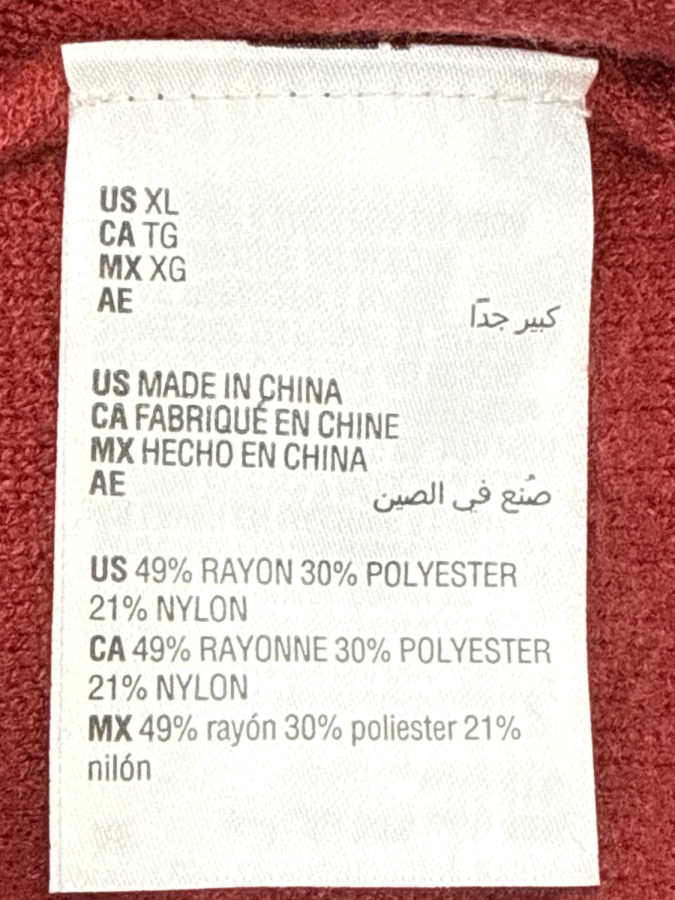 US XL
CA TG
MX XG
AE
كبير جدًا
US MADE IN CHINA
CA FABRIQUÉ EN CHINE
MX HECHO EN CHINA
AE
صُنع في الصين
US 49% RAYON 30% POLYESTER
21% NYLON
CA 49% RAYONNE 30% POLYESTER
21% NYLON
MX 49% rayón 30% poliester 21%
nilón